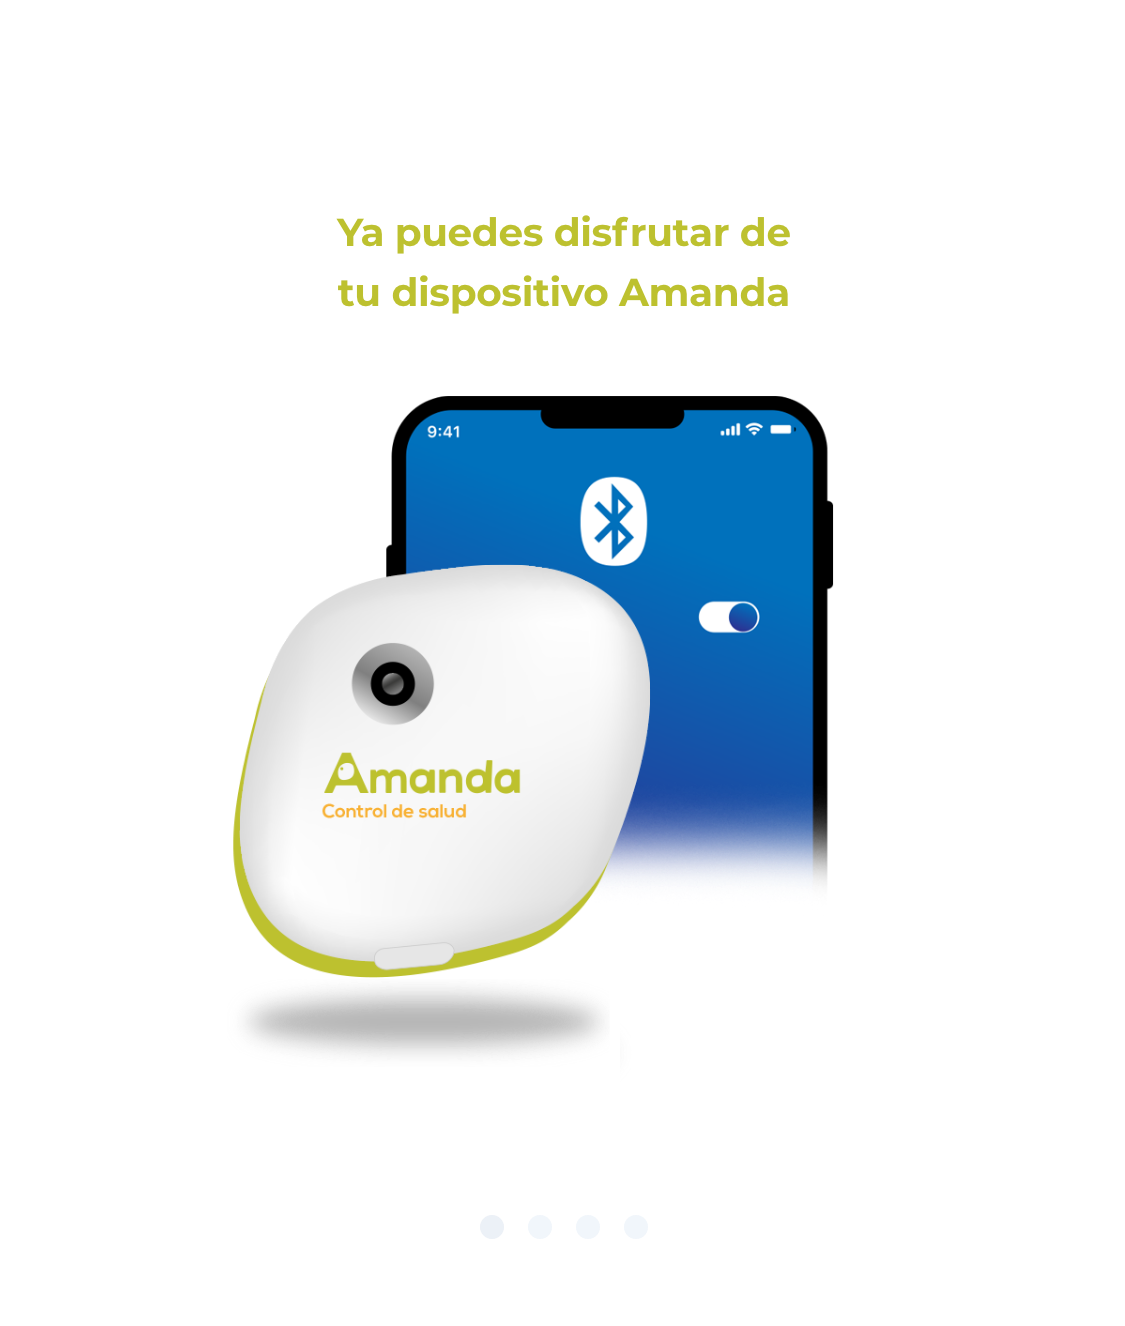 Ya puedes disfrutar de
tu dispositivo Amanda
9:41
Amanda
Control de salud